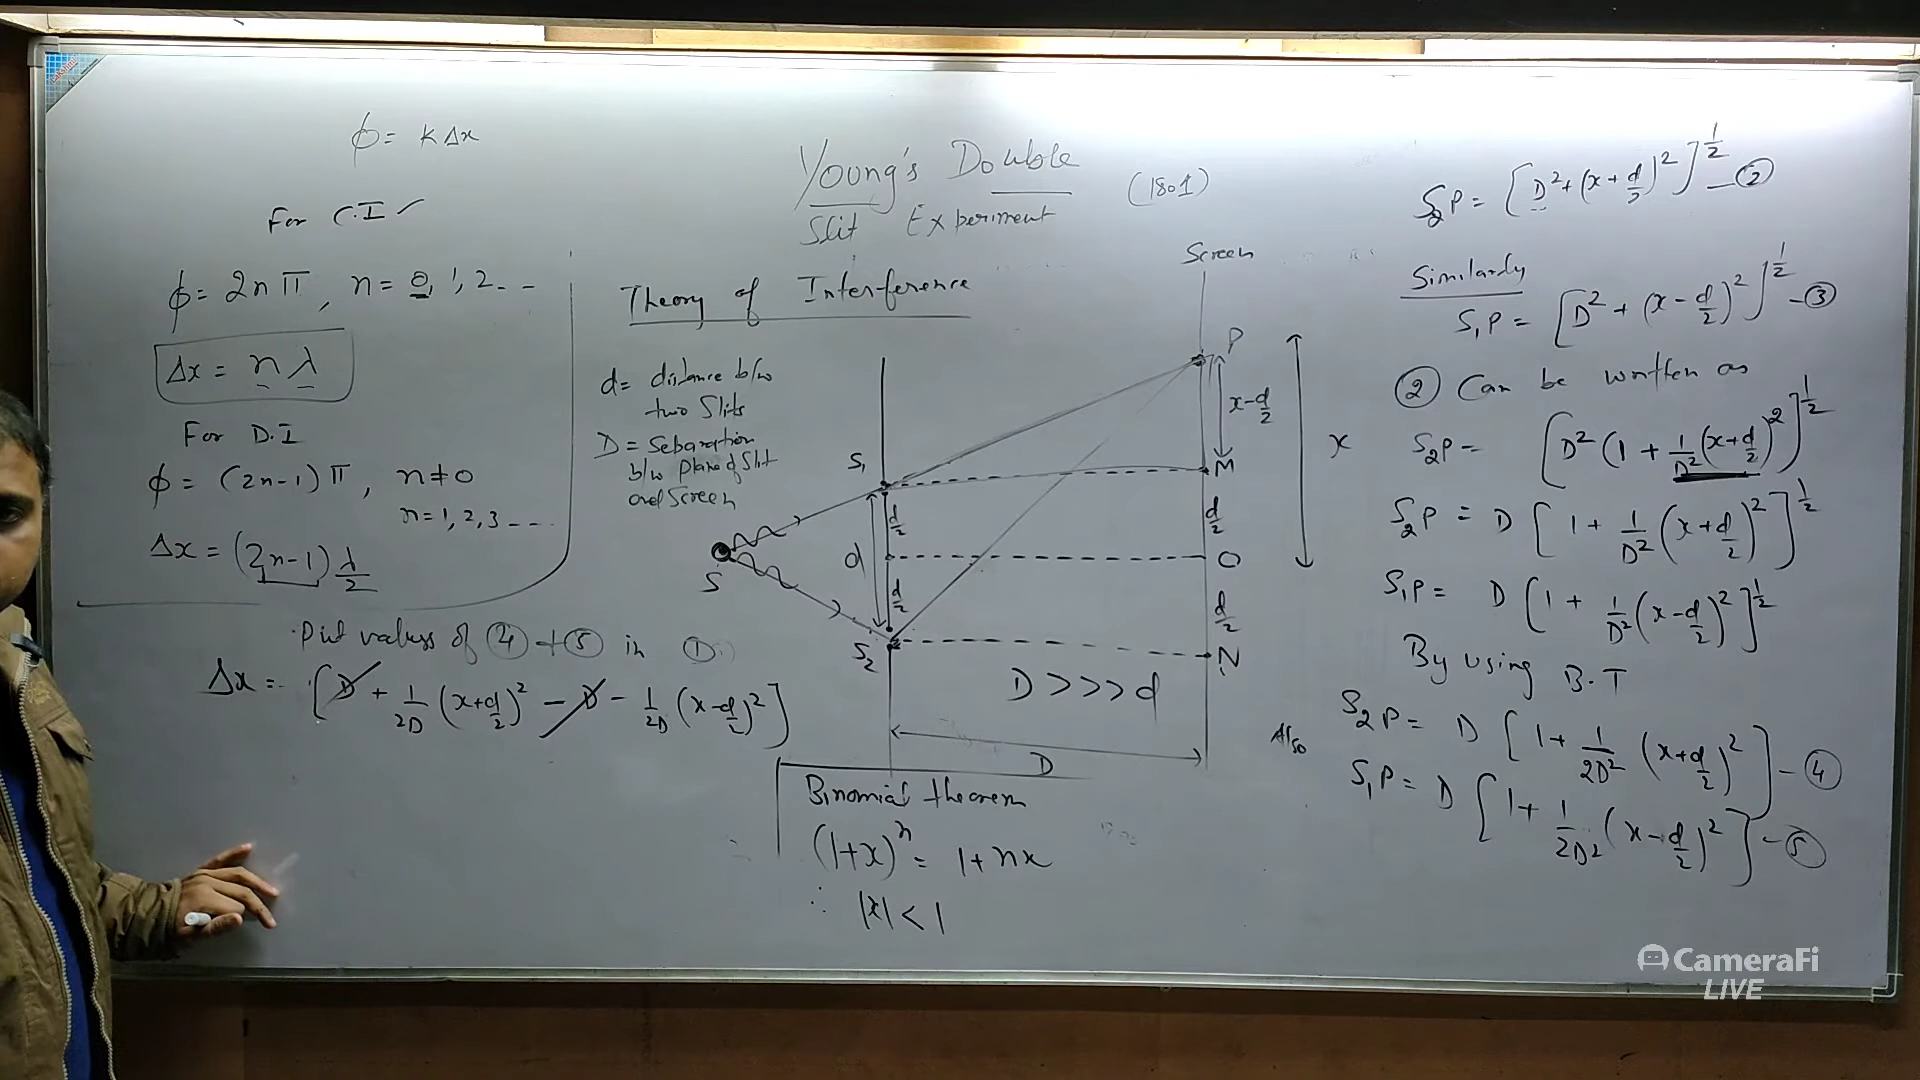 ϕ = k Δx
For C.I ✓
ϕ = 2nπ, n = 0, 1, 2 - -
Δx = nλ
For D.I
ϕ = (2n-1)π, n ≠ 0
n = 1, 2, 3 - - -
Δx = (2n-1) λ/2
Put values of ④ + ⑤ in ①
Δx = [D + 1/2D (x+d/2)² - D - 1/2D (x-d/2)²]
Young's Double
Slit Experiment
(1801)
Theory of Interference
d = distance b/w
two Slits
D = Sebaration
b/w plane of Slit
and Screen
Screen
P
x-d/2
x
S₁
M
d/2
d/2
d
O
S
d/2
d/2
S₂
N
D >>> d
D
Binomial theorem
(1+x)ⁿ = 1 + nx
∴ |x| < 1
S₂P = [D² + (x+d/2)²]^1/2 - ②
Similarly
S₁P = [D² + (x-d/2)²]^1/2 - ③
② Can be written as
S₂P = [D² (1 + 1/D² (x+d/2)²]^1/2
S₂P = D [1 + 1/D² (x+d/2)²]^1/2
S₁P = D [1 + 1/D² (x-d/2)²]^1/2
By using B.T
S₂P = D [1 + 1/2D² (x+d/2)²] - ④
Also S₁P = D [1 + 1/2D² (x-d/2)²] - ⑤
CameraFi
LIVE